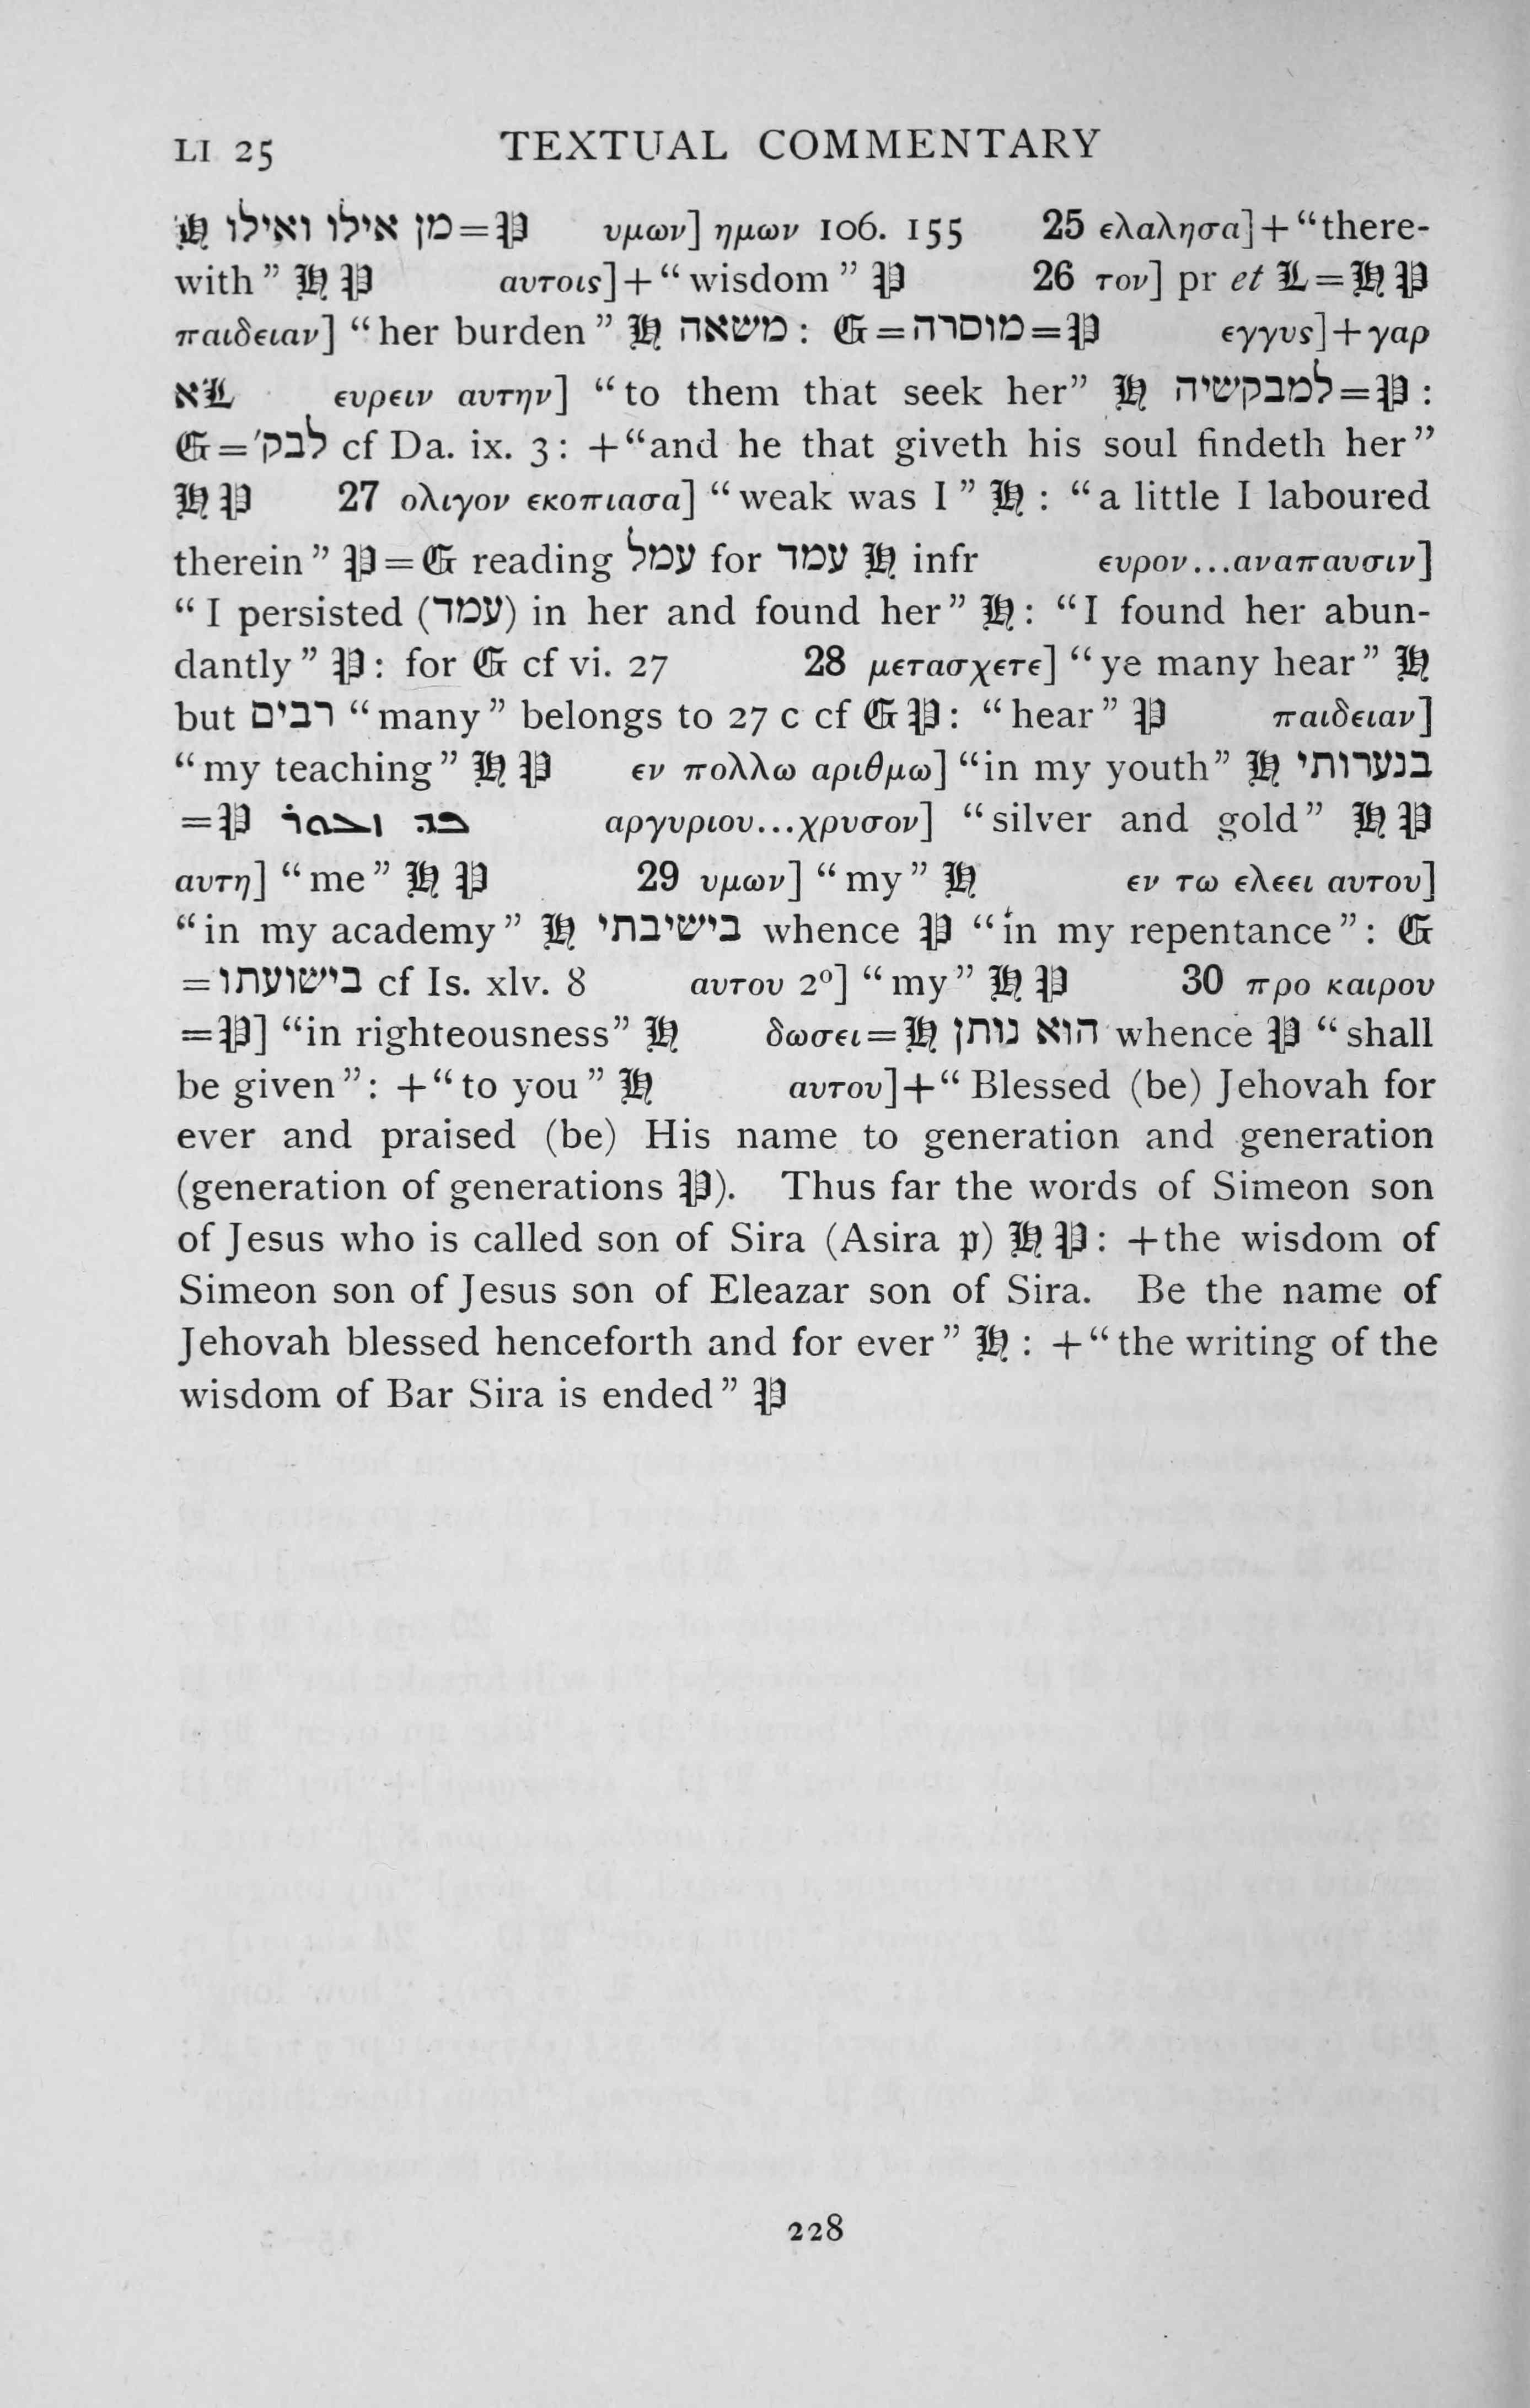 LI 25 TEXTUAL COMMENTARY
ℌ מן אילו ואילו=𝔓 υμων] ημων 106. 155 25 ελαλησα]+“there-
with” ℌ 𝔓 αυτοις]+“wisdom” 𝔓 26 τον] pr et 𝕷=ℌ 𝔓
παιδειαν] “her burden” ℌ משאה: 𝔊=מוסרה=𝔓 εγγυς]+γαρ
א𝕷 ευρειν αυτην] “to them that seek her” ℌ למבקשיה=𝔓:
𝔊=לבק׳ cf Da. ix. 3: +“and he that giveth his soul findeth her”
ℌ 𝔓 27 ολιγον εκοπιασα] “weak was I” ℌ: “a little I laboured
therein” 𝔓=𝔊 reading עמל for עמד ℌ infr ευρον...αναπαυσιν]
“I persisted (עמד) in her and found her” ℌ: “I found her abun-
dantly” 𝔓: for 𝔊 cf vi. 27 28 μετασχετε] “ye many hear” ℌ
but רבים “many” belongs to 27 c cf 𝔊 𝔓: “hear” 𝔓 παιδειαν]
“my teaching” ℌ 𝔓 εν πολλω αριθμω] “in my youth” ℌ בנערותי
=𝔓 αργυριου...χρυσον] “silver and gold” ℌ 𝔓
αυτη] “me” ℌ 𝔓 29 υμων] “my” ℌ εν τω ελεει αυτου]
“in my academy” ℌ בישיבתי whence 𝔓 “in my repentance”: 𝔊
=בישועתו cf Is. xlv. 8 αυτου 2º] “my” ℌ 𝔓 30 προ καιρου
=𝔓] “in righteousness” ℌ δωσει=ℌ הוא נותן whence 𝔓 “shall
be given”: +“to you” ℌ αυτου]+“Blessed (be) Jehovah for
ever and praised (be) His name to generation and generation
(generation of generations 𝔓). Thus far the words of Simeon son
of Jesus who is called son of Sira (Asira 𝔭) ℌ 𝔓: +the wisdom of
Simeon son of Jesus son of Eleazar son of Sira. Be the name of
Jehovah blessed henceforth and for ever” ℌ: +“the writing of the
wisdom of Bar Sira is ended” 𝔓
228